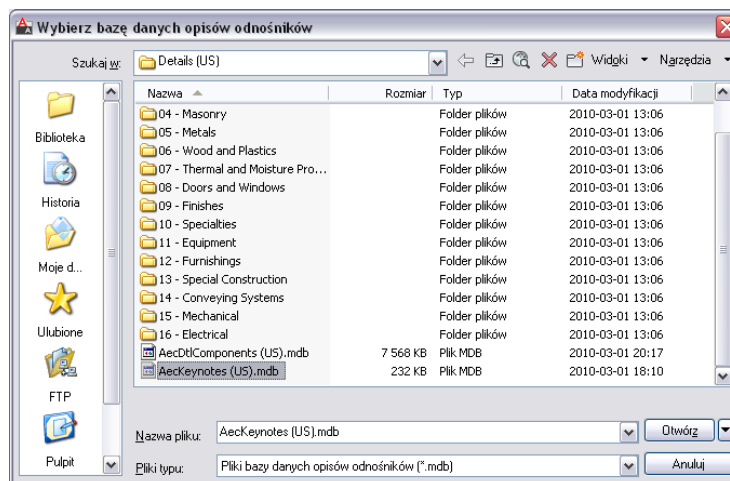 Wybierz bazę danych opisów odnośników
Szukaj w: Details (US) Widoki Narzędzia
Nazwa Rozmiar Typ Data modyfikacji
04 - Masonry Folder plików 2010-03-01 13:06
05 - Metals Folder plików 2010-03-01 13:06
06 - Wood and Plastics Folder plików 2010-03-01 13:06
07 - Thermal and Moisture Pro... Folder plików 2010-03-01 13:06
08 - Doors and Windows Folder plików 2010-03-01 13:06
09 - Finishes Folder plików 2010-03-01 13:06
10 - Specialties Folder plików 2010-03-01 13:06
11 - Equipment Folder plików 2010-03-01 13:06
12 - Furnishings Folder plików 2010-03-01 13:06
13 - Special Construction Folder plików 2010-03-01 13:06
14 - Conveying Systems Folder plików 2010-03-01 13:06
15 - Mechanical Folder plików 2010-03-01 13:06
16 - Electrical Folder plików 2010-03-01 13:06
AecDtlComponents (US).mdb 7 568 KB Plik MDB 2010-03-01 20:17
AecKeynotes (US).mdb 232 KB Plik MDB 2010-03-01 18:10
Biblioteka
Historia
Moje d...
Ulubione
FTP
Pulpit
Nazwa pliku: AecKeynotes (US).mdb Otwórz
Pliki typu: Pliki bazy danych opisów odnośników (*.mdb) Anuluj